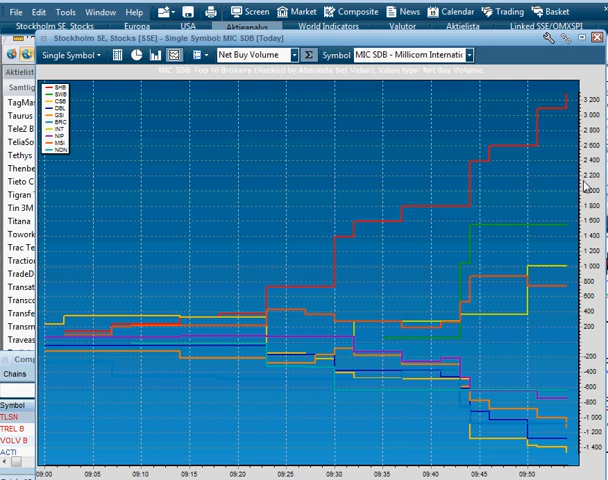 File Edit Tools Window Help Screen Market Composite News Calendar Trading Basket
Stockholm SE, Stocks Europa USA Aktieanalys World Indicators Valutor Aktielista Linked SSE/OMXSPI
Stockholm SE, Stocks [SSE] - Single Symbol: MIC SDB [Today]
Single Symbol Net Buy Volume Σ Symbol MIC SDB - Millicom Internatio
MIC SDB: Top 10 Brokers (Ranked by Absolute Net Value), Value type: Net Buy Volume
Aktielist
Samtlig
TagMas
Taurus
Tele2 B
TeliaSo
Tethys
Thenbe
Tieto C
Tigran
Tin 3M
Titana
Towork
Trac Te
Traction
TradeD
Transat
Transco
Transfe
Transm
Traveas
SHB
SWB
CSB
DBL
GSI
BRC
INT
NIP
MSI
NON
3 200
3 000
2 800
2 600
2 400
2 200
2 000
1 800
1 600
1 400
1 200
1 000
800
600
400
200
-200
-400
-600
-800
-1 000
-1 200
-1 400
Comp
Chains
Symbol
TLSN
TREL B
VOLV B
ACTI
09:00 09:05 09:10 09:15 09:20 09:25 09:30 09:35 09:40 09:45 09:50